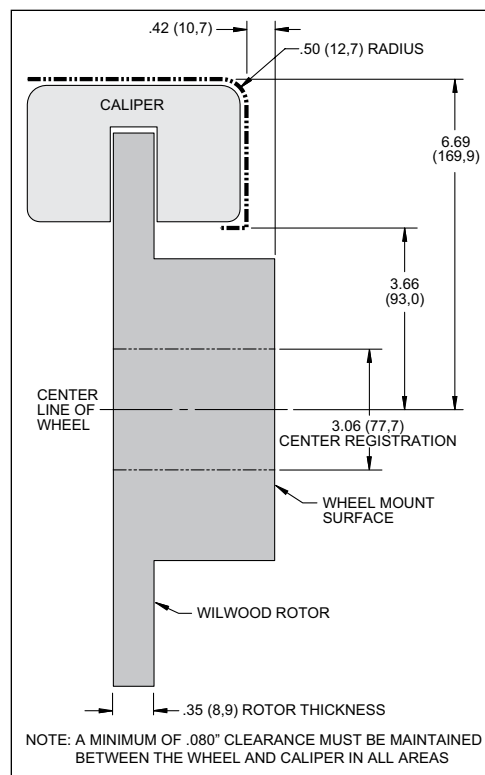 .42 (10,7)
.50 (12,7) RADIUS
CALIPER
6.69
(169,9)
3.66
(93,0)
CENTER
LINE OF
WHEEL
3.06 (77,7)
CENTER REGISTRATION
WHEEL MOUNT
SURFACE
WILWOOD ROTOR
.35 (8,9) ROTOR THICKNESS
NOTE: A MINIMUM OF .080" CLEARANCE MUST BE MAINTAINED
BETWEEN THE WHEEL AND CALIPER IN ALL AREAS